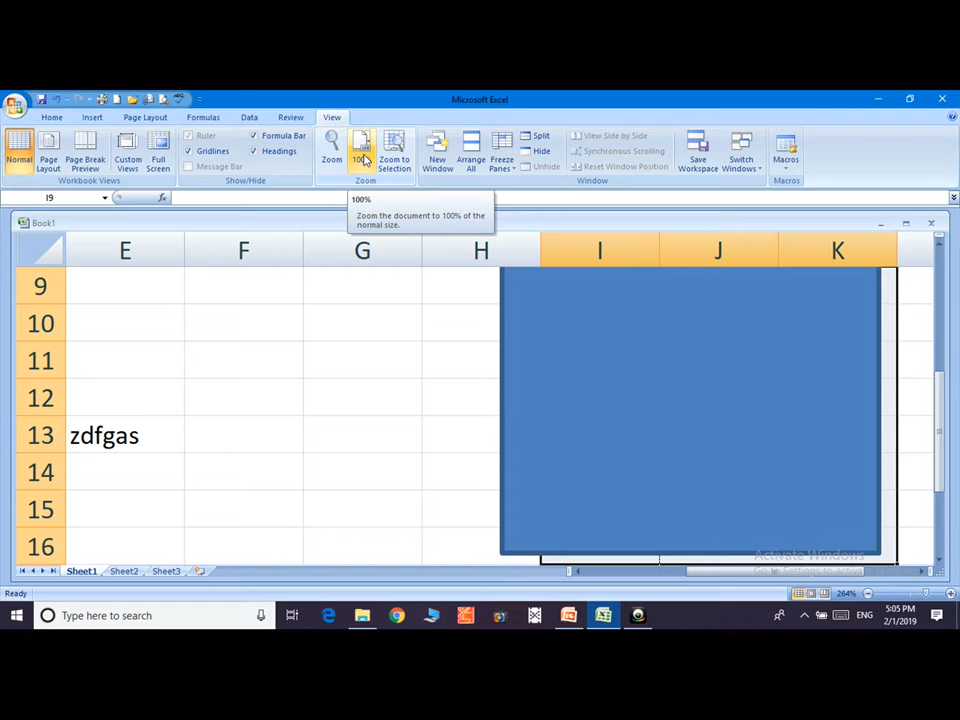 Microsoft Excel
Home Insert Page Layout Formulas Data Review View
Normal Page Layout Page Break Preview Custom Views Full Screen
Workbook Views
Ruler Formula Bar
Gridlines Headings
Message Bar
Show/Hide
Zoom 100% Zoom to Selection
Zoom
New Window Arrange All Freeze Panes
Split
Hide
Unhide
View Side by Side
Synchronous Scrolling
Reset Window Position
Window
Save Workspace Switch Windows
Macros
Macros
I9 fx
100%
Zoom the document to 100% of the
normal size.
Book1
E F G H I J K
9
10
11
12
13 zdfgas
14
15
16
Activate Windows
Sheet1 Sheet2 Sheet3
Ready 264%
Type here to search
ENG
5:05 PM
2/1/2019